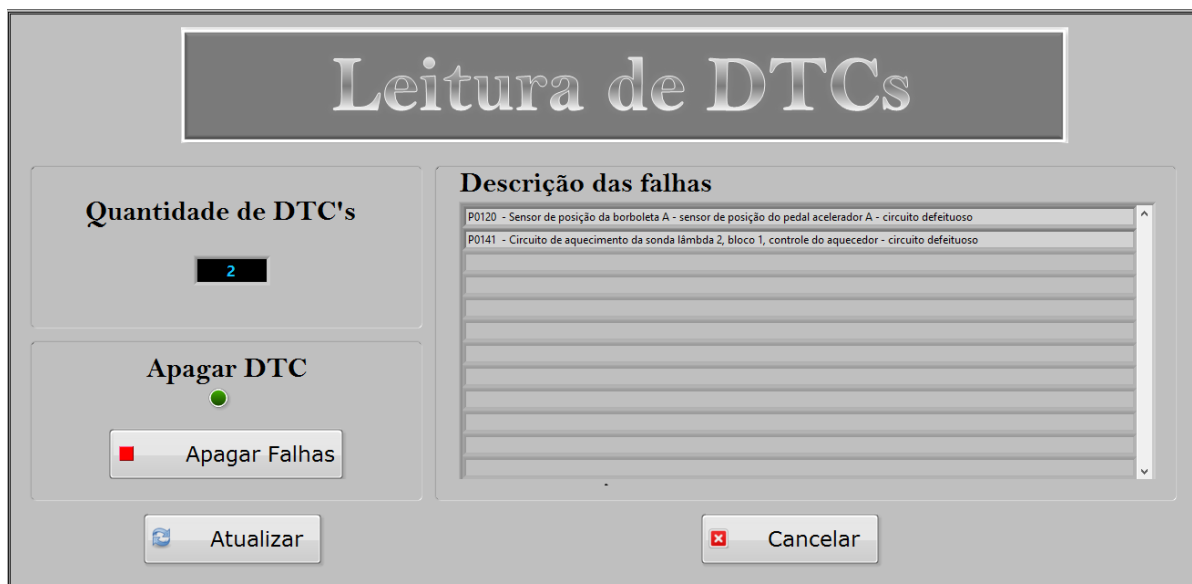 Leitura de DTCs
Quantidade de DTC's
2
Apagar DTC
Apagar Falhas
Atualizar
Descrição das falhas
P0120 - Sensor de posição da borboleta A - sensor de posição do pedal acelerador A - circuito defeituoso
P0141 - Circuito de aquecimento da sonda lâmbda 2, bloco 1, controle do aquecedor - circuito defeituoso
Cancelar